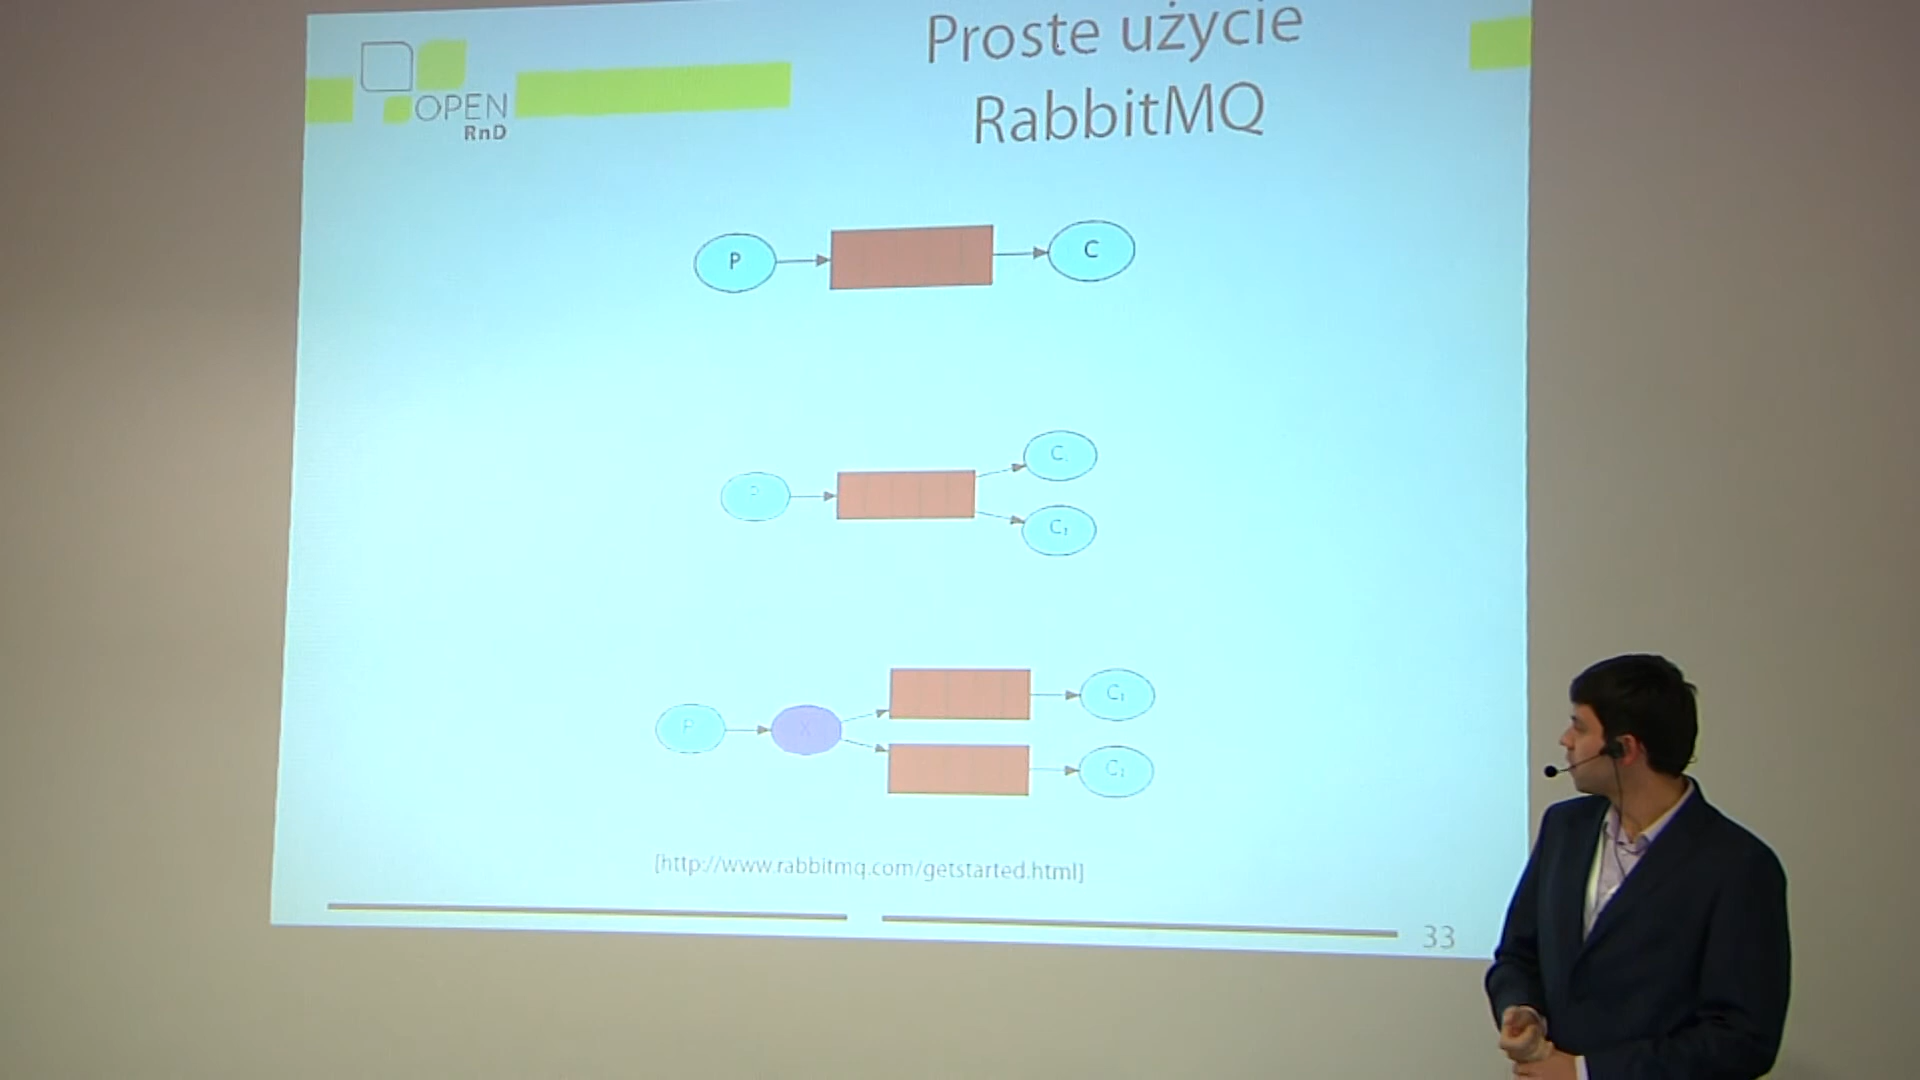 Proste użycie
RabbitMQ
OPEN
RnD
P
C
P
C₁
C₂
P
X
C₁
C₂
[http://www.rabbitmq.com/getstarted.html]
33